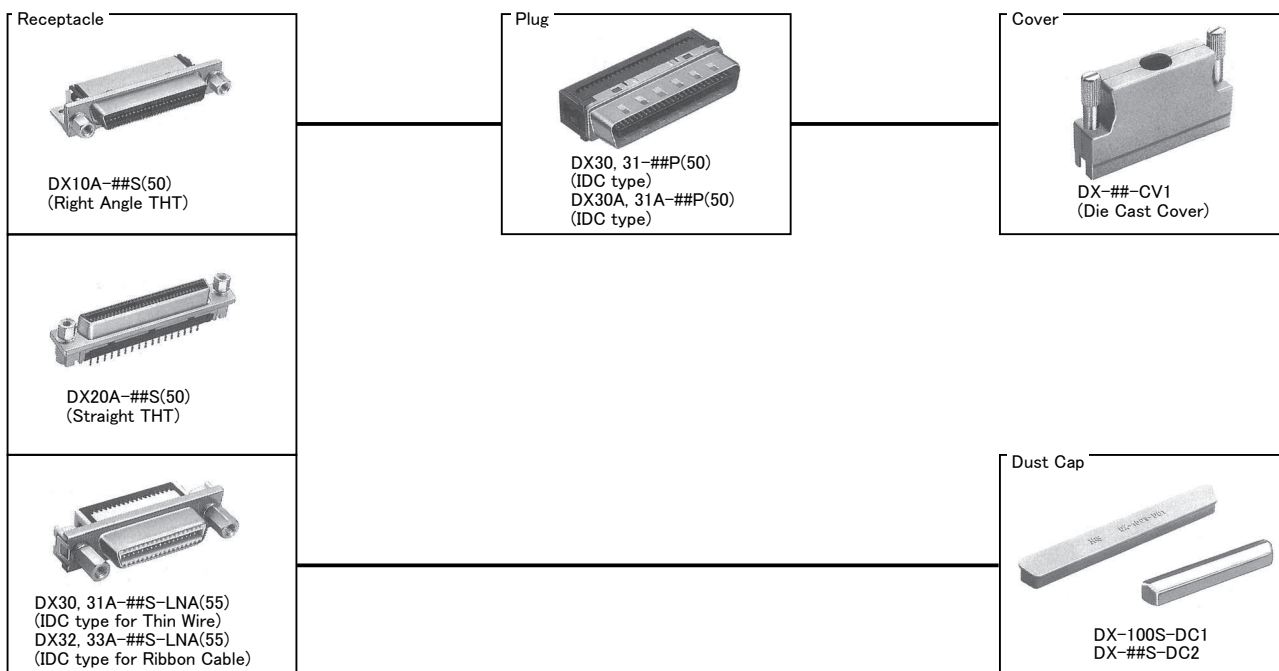 Receptacle
DX10A-##S(50)
(Right Angle THT)
DX20A-##S(50)
(Straight THT)
DX30, 31A-##S-LNA(55)
(IDC type for Thin Wire)
DX32, 33A-##S-LNA(55)
(IDC type for Ribbon Cable)
Plug
DX30, 31-##P(50)
(IDC type)
DX30A, 31A-##P(50)
(IDC type)
Cover
DX-##-CV1
(Die Cast Cover)
Dust Cap
DX-100S-DC1
DX-##S-DC2